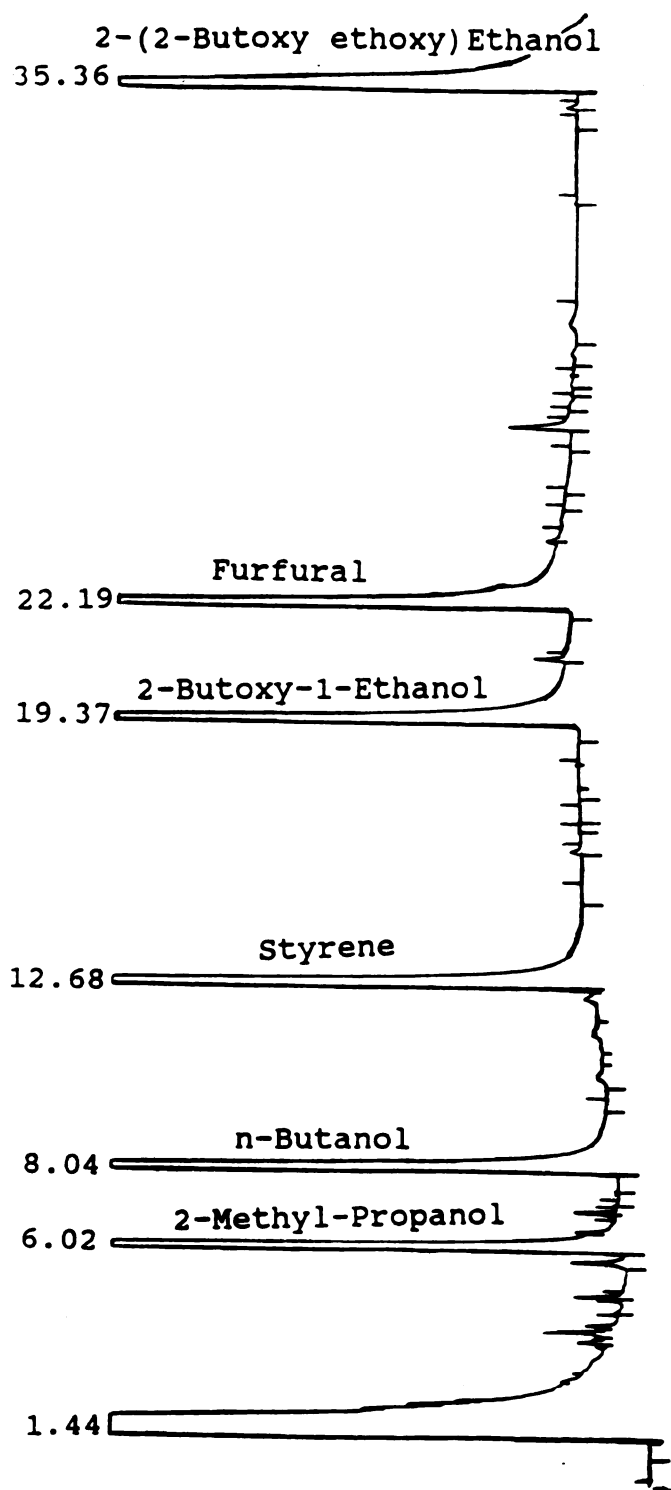 2-(2-Butoxy ethoxy) Ethanol
35.36
Furfural
22.19
2-Butoxy-1-Ethanol
19.37
Styrene
12.68
n-Butanol
8.04
2-Methyl-Propanol
6.02
1.44